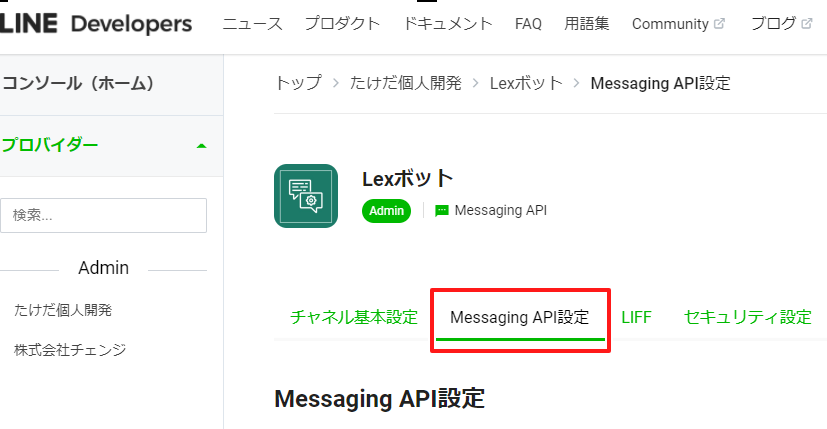 LINE Developers ニュース プロダクト ドキュメント FAQ 用語集 Community ブログ
コンソール（ホーム）
トップ > たけだ個人開発 > Lexボット > Messaging API設定
プロバイダー
Lexボット
Admin Messaging API
検索...
Admin
たけだ個人開発
株式会社チェンジ
チャネル基本設定 Messaging API設定 LIFF セキュリティ設定
Messaging API設定